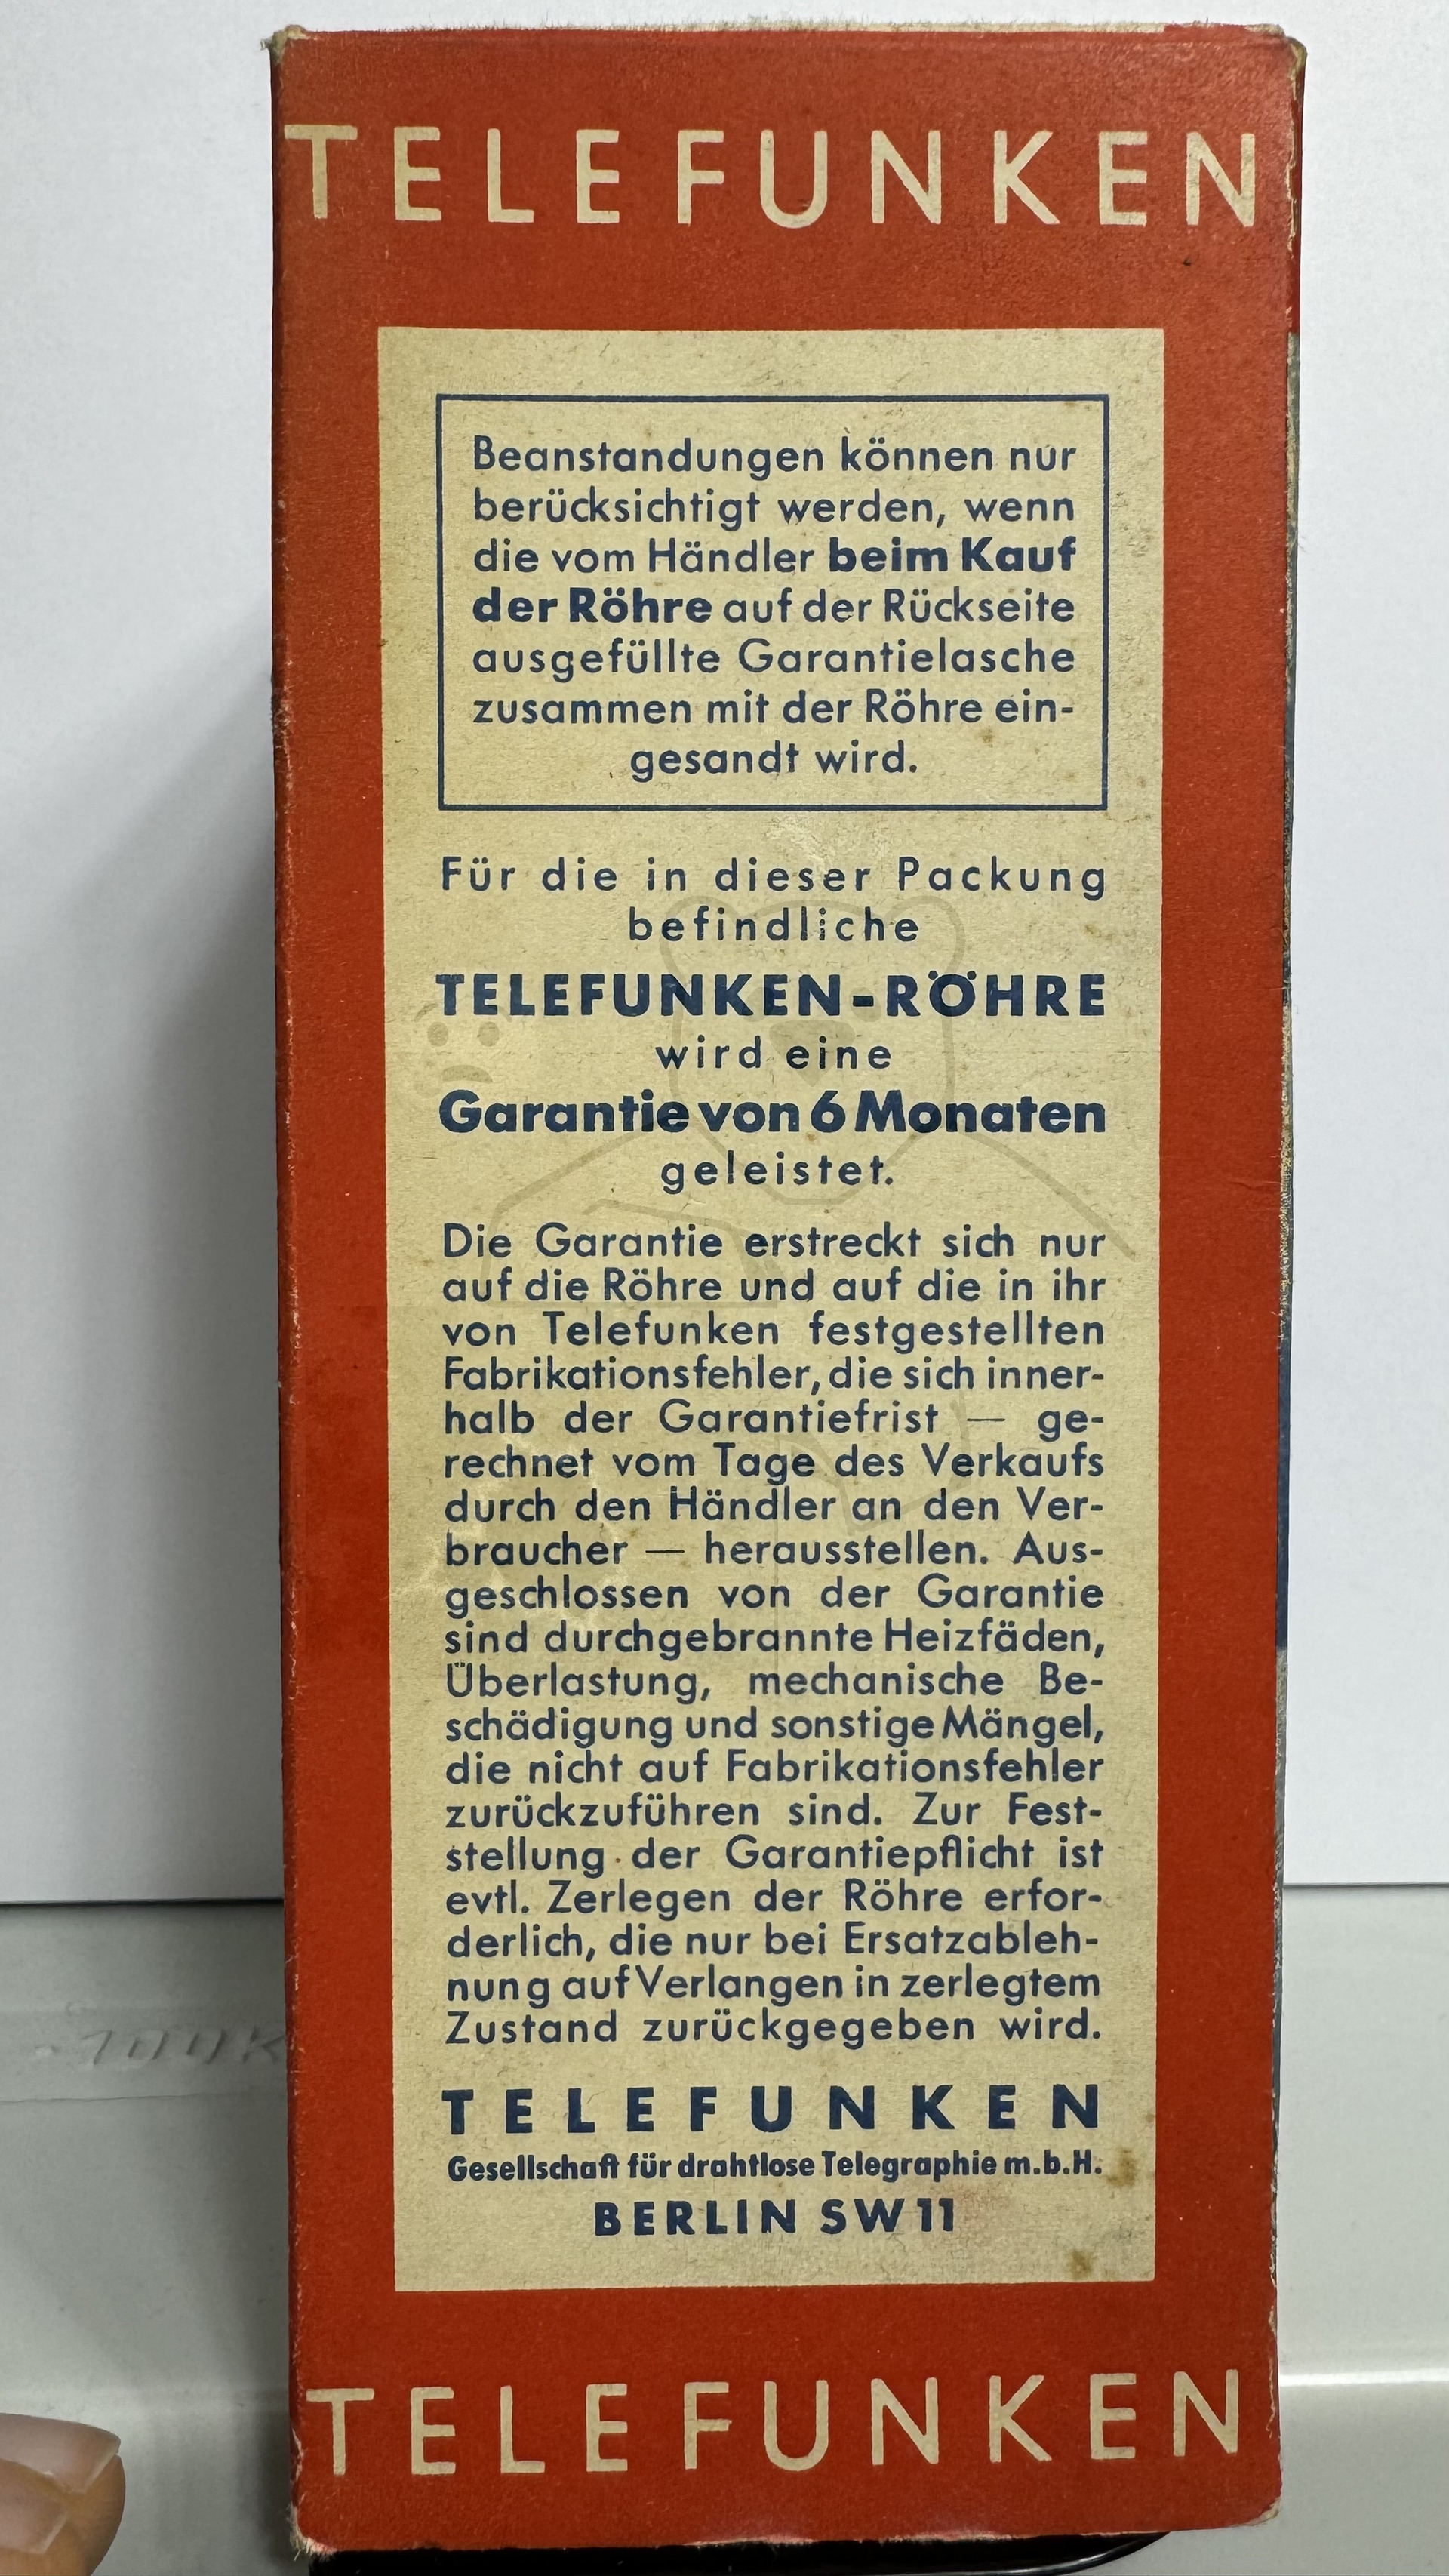 TELEFUNKEN
Beanstandungen können nur
berücksichtigt werden, wenn
die vom Händler beim Kauf
der Röhre auf der Rückseite
ausgefüllte Garantielasche
zusammen mit der Röhre ein-
gesandt wird.
Für die in dieser Packung
befindliche
TELEFUNKEN-RÖHRE
wird eine
Garantie von 6 Monaten
geleistet.
Die Garantie erstreckt sich nur
auf die Röhre und auf die in ihr
von Telefunken festgestellten
Fabrikationsfehler, die sich inner-
halb der Garantiefrist — ge-
rechnet vom Tage des Verkaufs
durch den Händler an den Ver-
braucher — herausstellen. Aus-
geschlossen von der Garantie
sind durchgebrannte Heizfäden,
Überlastung, mechanische Be-
schädigung und sonstige Mängel,
die nicht auf Fabrikationsfehler
zurückzuführen sind. Zur Fest-
stellung der Garantiepflicht ist
evtl. Zerlegen der Röhre erfor-
derlich, die nur bei Ersatzableh-
nung auf Verlangen in zerlegtem
Zustand zurückgegeben wird.
TELEFUNKEN
Gesellschaft für drahtlose Telegraphie m.b.H.
BERLIN SW 11
TELEFUNKEN